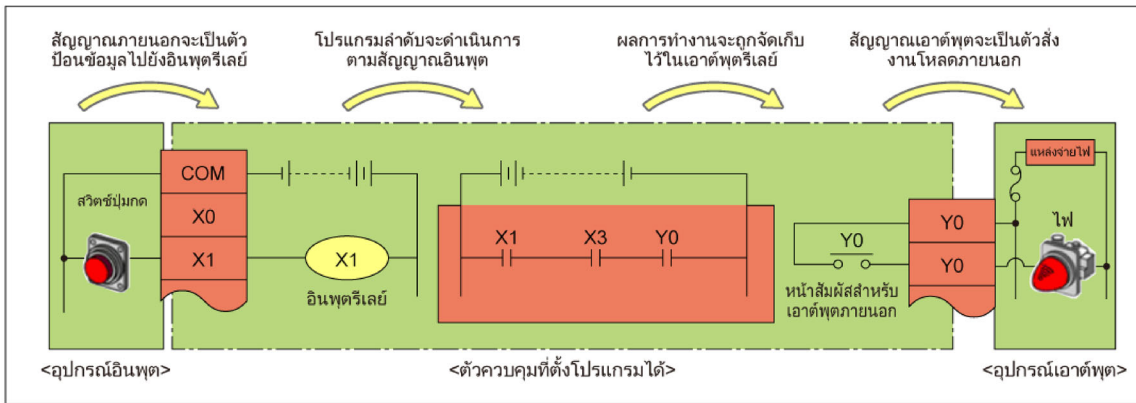 สัญญาณภายนอกจะเป็นตัว
ป้อนข้อมูลไปยังอินพุตรีเลย์
โปรแกรมลำดับจะดำเนินการ
ตามสัญญาณอินพุต
ผลการทำงานจะถูกจัดเก็บ
ไว้ในเอาต์พุตรีเลย์
สัญญาณเอาต์พุตจะเป็นตัวสั่ง
งานโหลดภายนอก
สวิตช์ปุ่มกด
COM
X0
X1
X1
อินพุตรีเลย์
X1 X3 Y0
Y0
หน้าสัมผัสสำหรับ
เอาต์พุตภายนอก
Y0
Y0
แหล่งจ่ายไฟ
ไฟ
<อุปกรณ์อินพุต>
<ตัวควบคุมที่ตั้งโปรแกรมได้>
<อุปกรณ์เอาต์พุต>